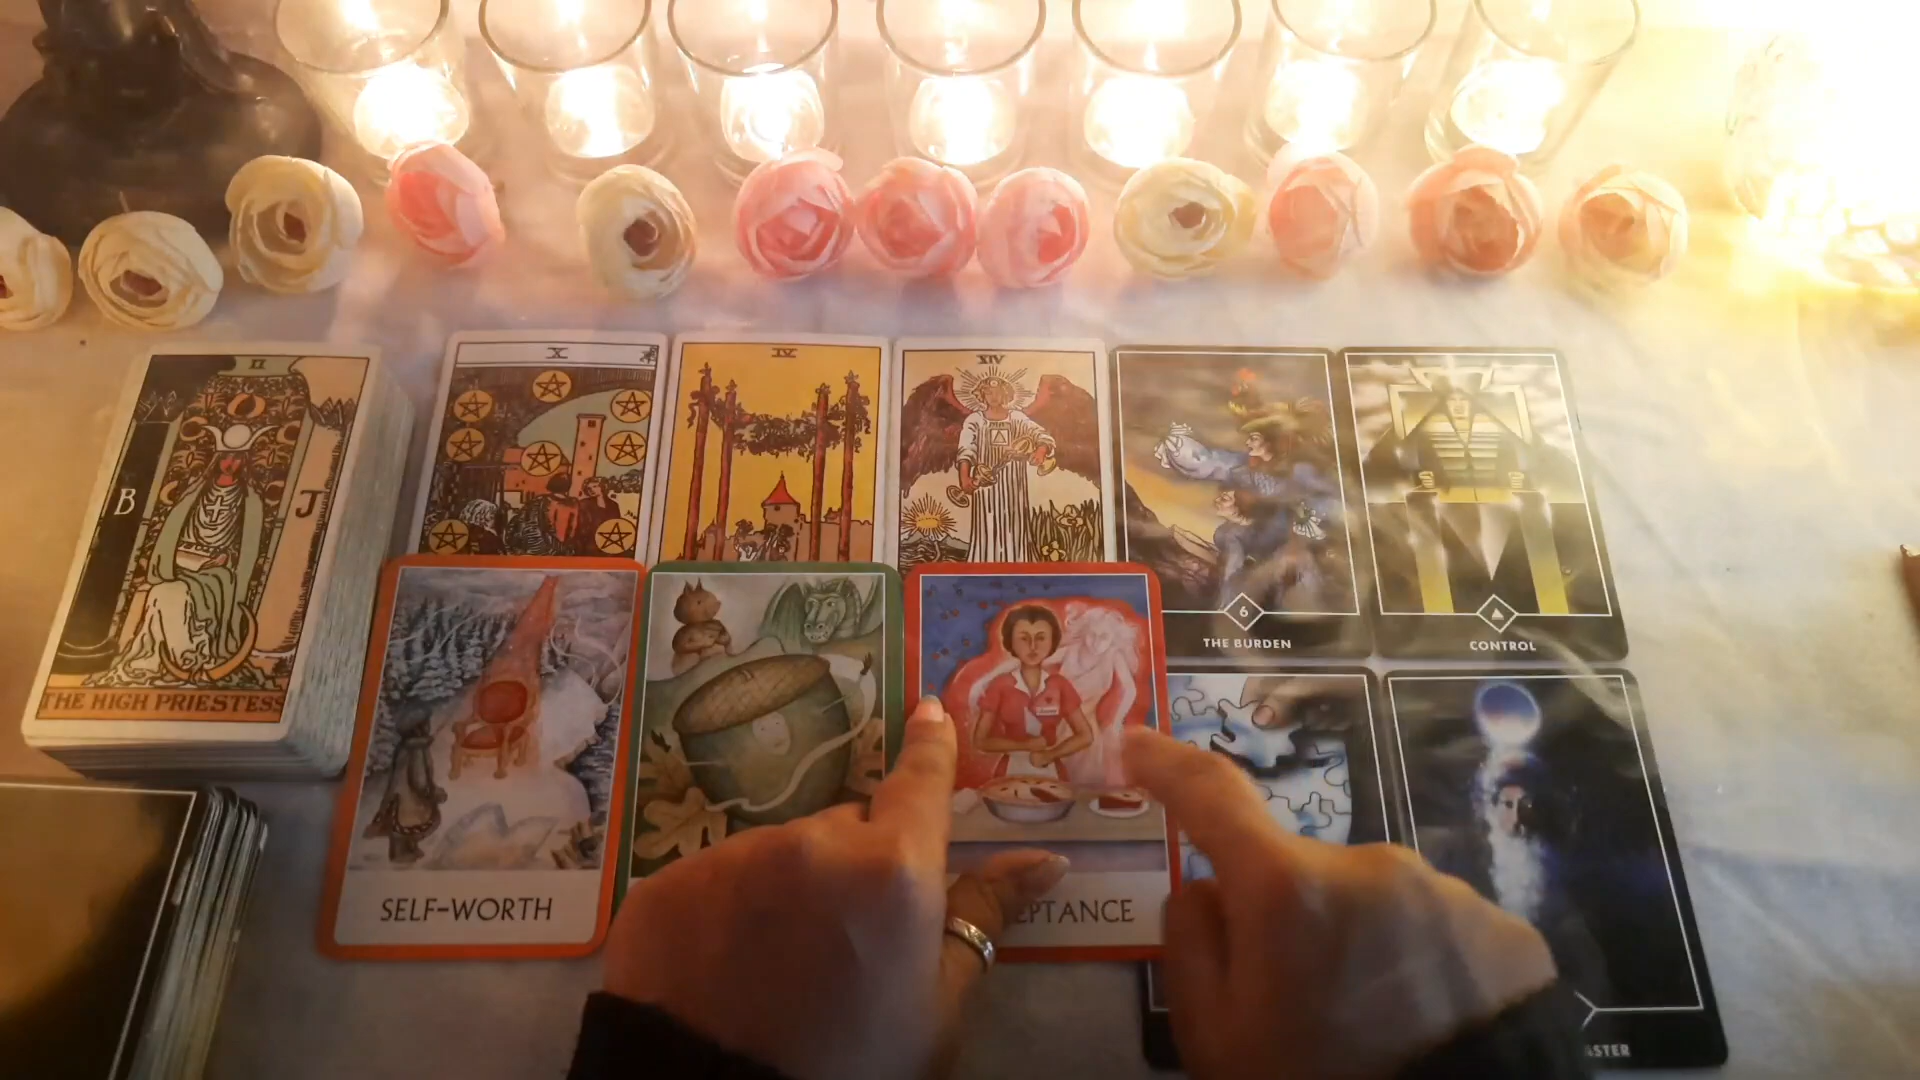 II
B
J
THE HIGH PRIESTESS
X
IV
XIV
6
THE BURDEN
CONTROL
SELF-WORTH
EPTANCE
ASTER